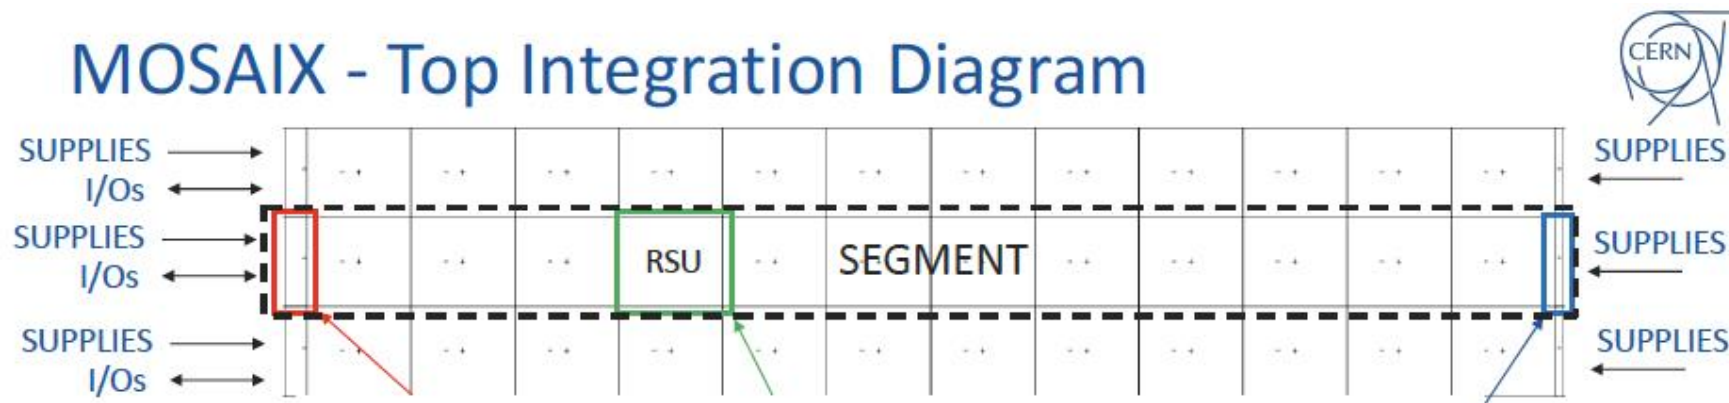 MOSAIX - Top Integration Diagram
CERN
SUPPLIES
I/Os
SUPPLIES
SUPPLIES
I/Os
RSU
SEGMENT
SUPPLIES
SUPPLIES
I/Os
SUPPLIES